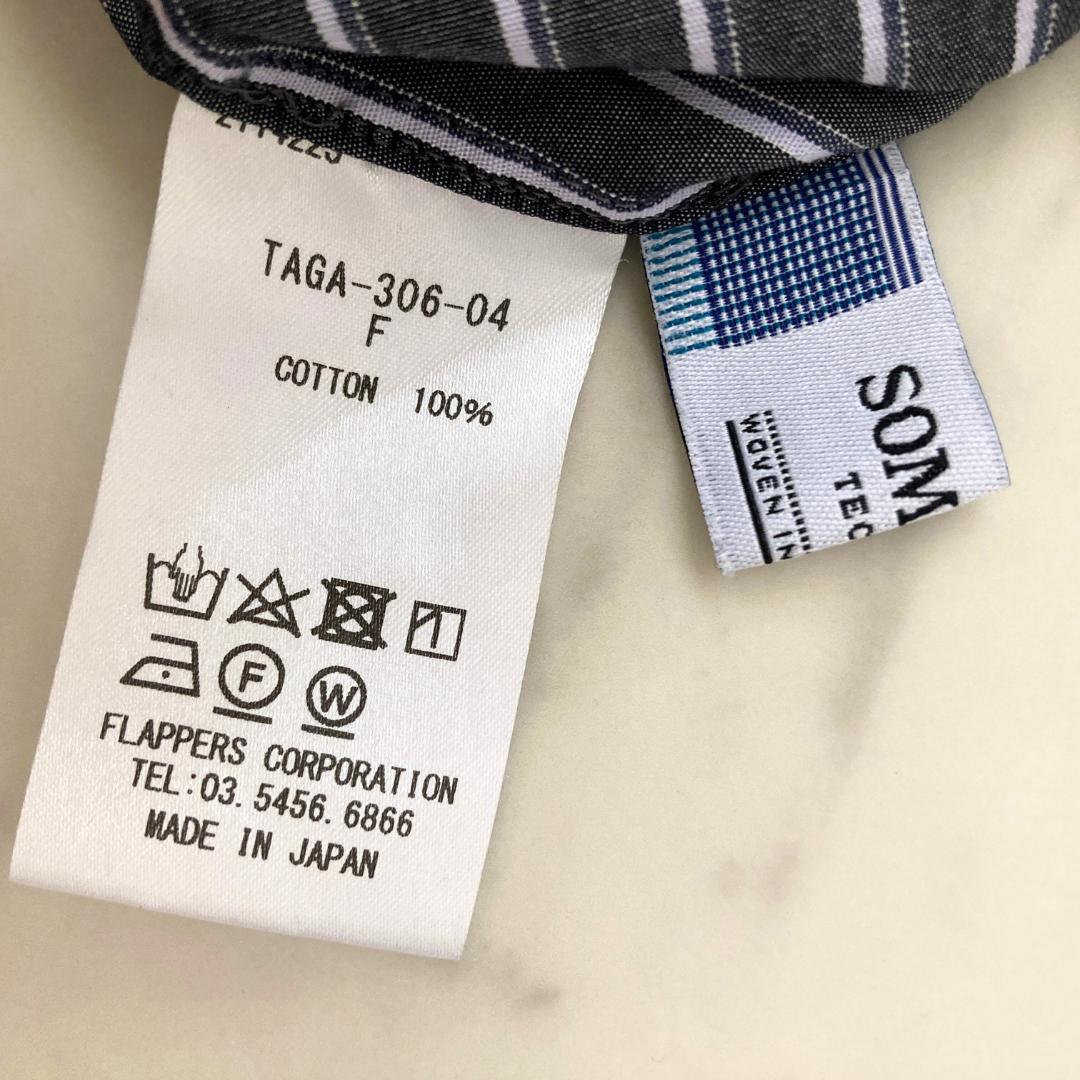 TAGA-306-04
F
COTTON 100%
F W
FLAPPERS CORPORATION
TEL:03.5456.6866
MADE IN JAPAN
SOM
TEC
WOVEN IN